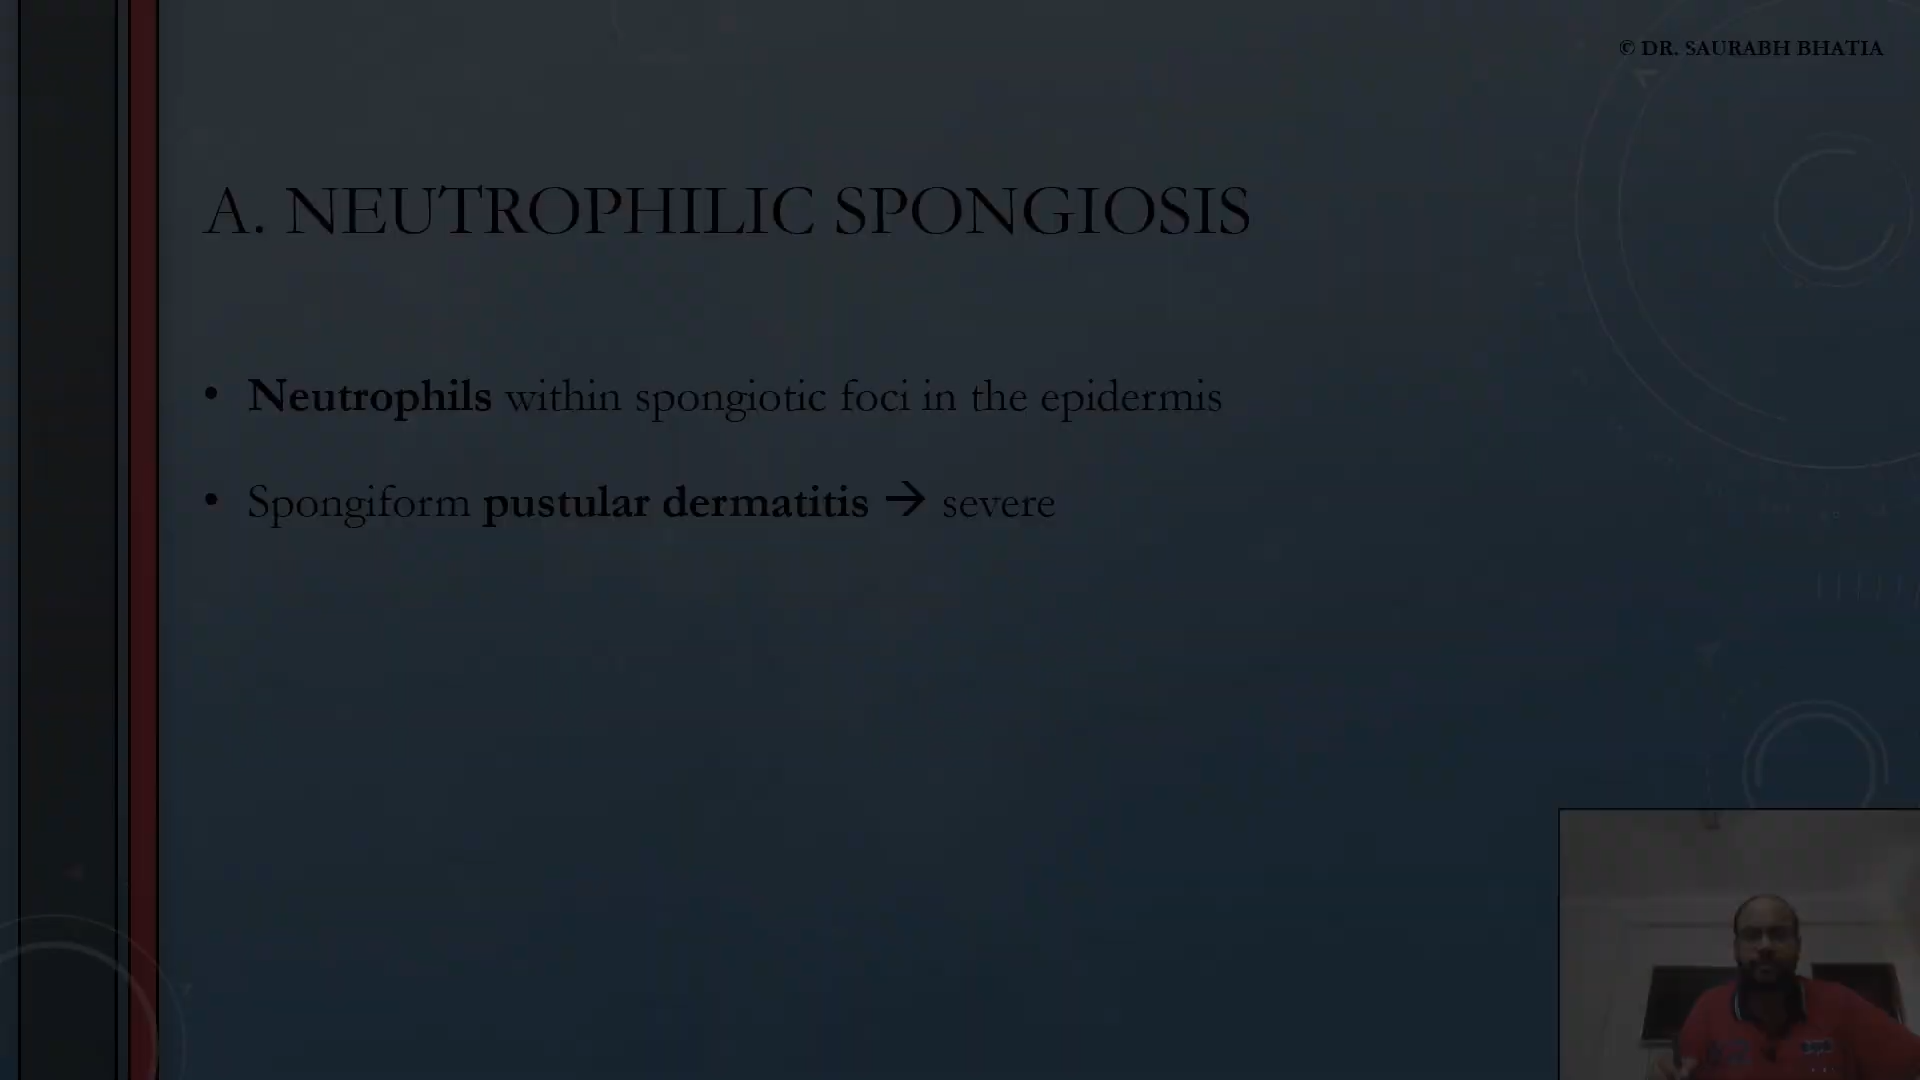 © DR. SAURABH BHATIA
A. NEUTROPHILIC SPONGIOSIS
• Neutrophils within spongiotic foci in the epidermis
• Spongiform pustular dermatitis → severe